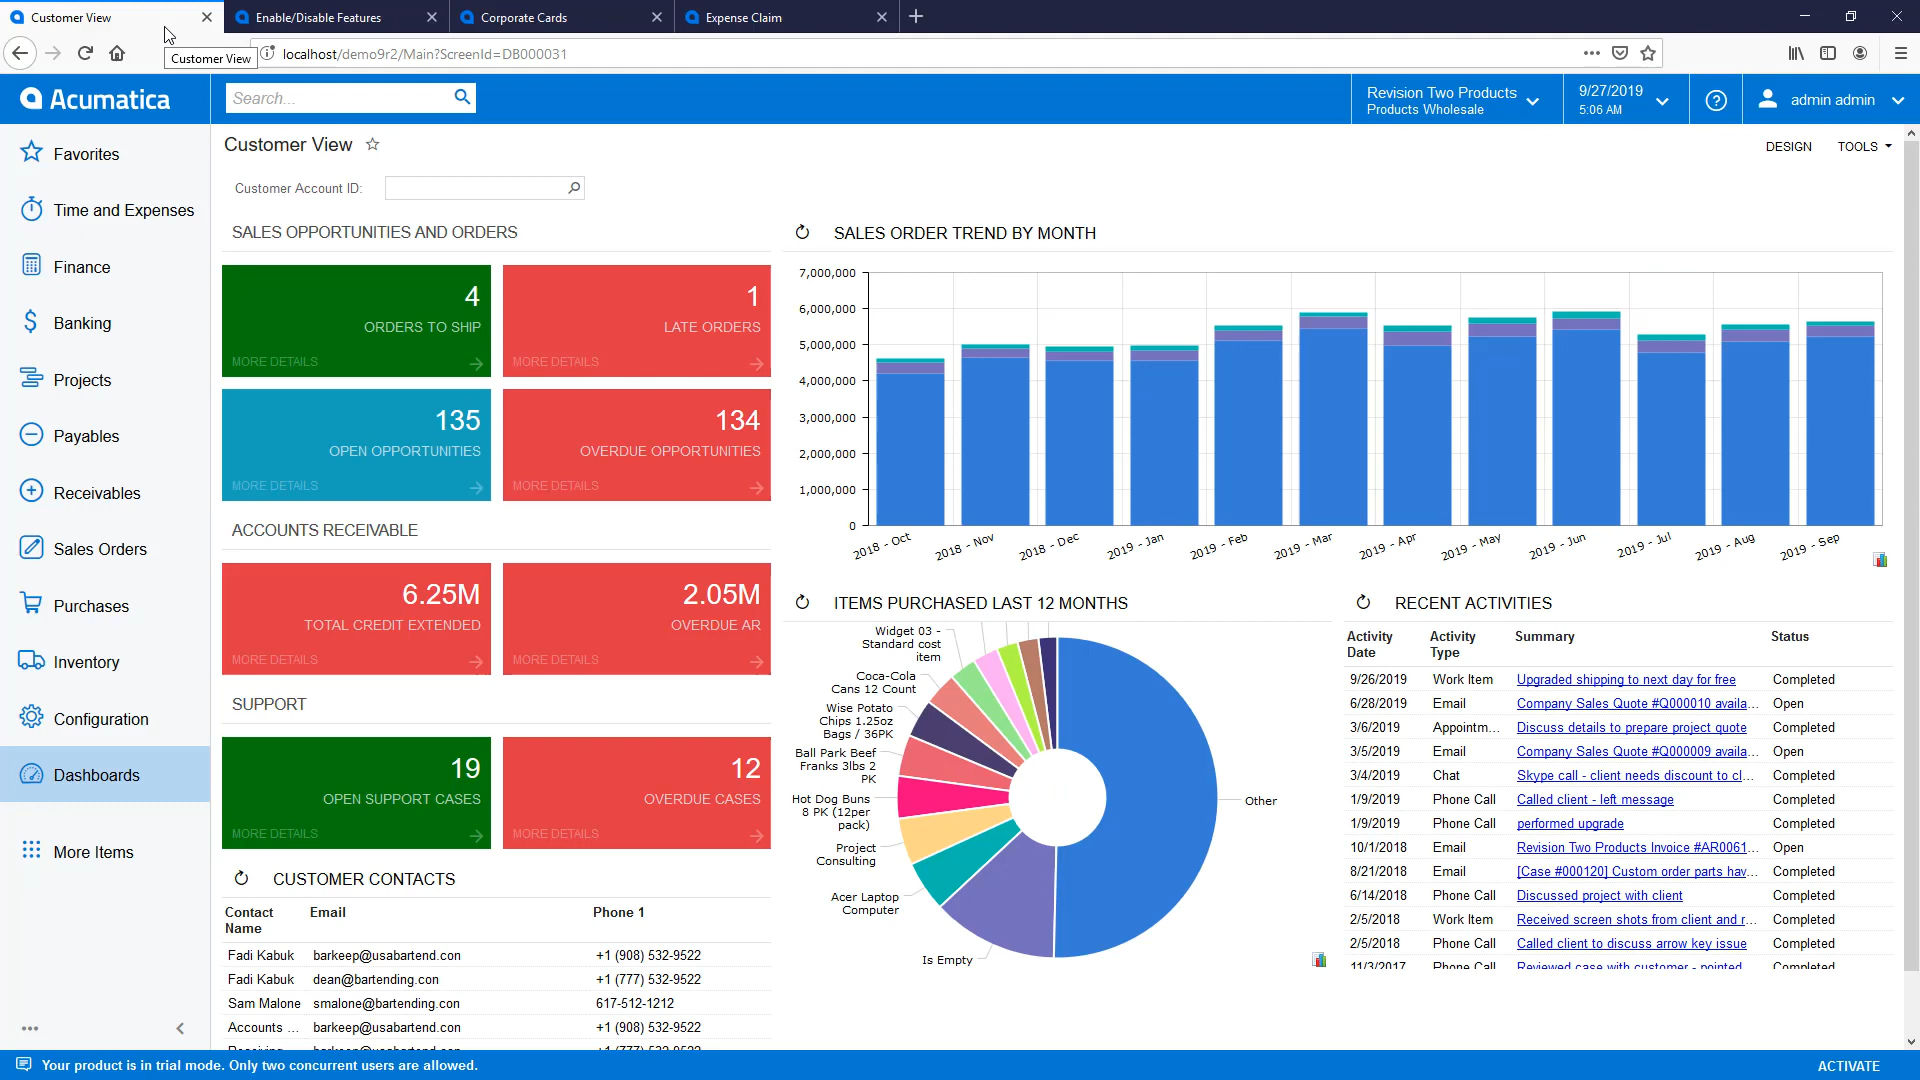 Customer View
Enable/Disable Features
Corporate Cards
Expense Claim
localhost/demo9r2/Main?ScreenId=DB000031
Customer View
Acumatica
Search...
Revision Two Products
Products Wholesale
9/27/2019
5:06 AM
admin admin
Favorites
Time and Expenses
Finance
Banking
Projects
Payables
Receivables
Sales Orders
Purchases
Inventory
Configuration
Dashboards
More Items
Customer View
DESIGN
TOOLS
Customer Account ID:
SALES OPPORTUNITIES AND ORDERS
4
ORDERS TO SHIP
MORE DETAILS
1
LATE ORDERS
MORE DETAILS
135
OPEN OPPORTUNITIES
MORE DETAILS
134
OVERDUE OPPORTUNITIES
MORE DETAILS
ACCOUNTS RECEIVABLE
6.25M
TOTAL CREDIT EXTENDED
MORE DETAILS
2.05M
OVERDUE AR
MORE DETAILS
SUPPORT
19
OPEN SUPPORT CASES
MORE DETAILS
12
OVERDUE CASES
MORE DETAILS
CUSTOMER CONTACTS
Contact Name Email Phone 1
Fadi Kabuk barkeep@usabartend.con +1 (908) 532-9522
Fadi Kabuk dean@bartending.con +1 (777) 532-9522
Sam Malone smalone@bartending.con 617-512-1212
Accounts ... barkeep@usabartend.con +1 (908) 532-9522
SALES ORDER TREND BY MONTH
7,000,000
6,000,000
5,000,000
4,000,000
3,000,000
2,000,000
1,000,000
0
2018 - Oct
2018 - Nov
2018 - Dec
2019 - Jan
2019 - Feb
2019 - Mar
2019 - Apr
2019 - May
2019 - Jun
2019 - Jul
2019 - Aug
2019 - Sep
ITEMS PURCHASED LAST 12 MONTHS
Widget 03 -
Standard cost
item
Coca-Cola
Cans 12 Count
Wise Potato
Chips 1.25oz
Bags / 36PK
Ball Park Beef
Franks 3lbs 2
PK
Hot Dog Buns
8 PK (12per
pack)
Project
Consulting
Acer Laptop
Computer
Is Empty
Other
RECENT ACTIVITIES
Activity Date Activity Type Summary Status
9/26/2019 Work Item Upgraded shipping to next day for free Completed
6/28/2019 Email Company Sales Quote #Q000010 availa... Open
3/6/2019 Appointm... Discuss details to prepare project quote Completed
3/5/2019 Email Company Sales Quote #Q000009 availa... Open
3/4/2019 Chat Skype call - client needs discount to cl... Completed
1/9/2019 Phone Call Called client - left message Completed
1/9/2019 Phone Call performed upgrade Completed
10/1/2018 Email Revision Two Products Invoice #AR0061... Open
8/21/2018 Email [Case #000120] Custom order parts hav... Completed
6/14/2018 Phone Call Discussed project with client Completed
2/5/2018 Work Item Received screen shots from client and r... Completed
2/5/2018 Phone Call Called client to discuss arrow key issue Completed
11/3/2017 Phone Call Reviewed case with customer - pointed Completed
Your product is in trial mode. Only two concurrent users are allowed.
ACTIVATE